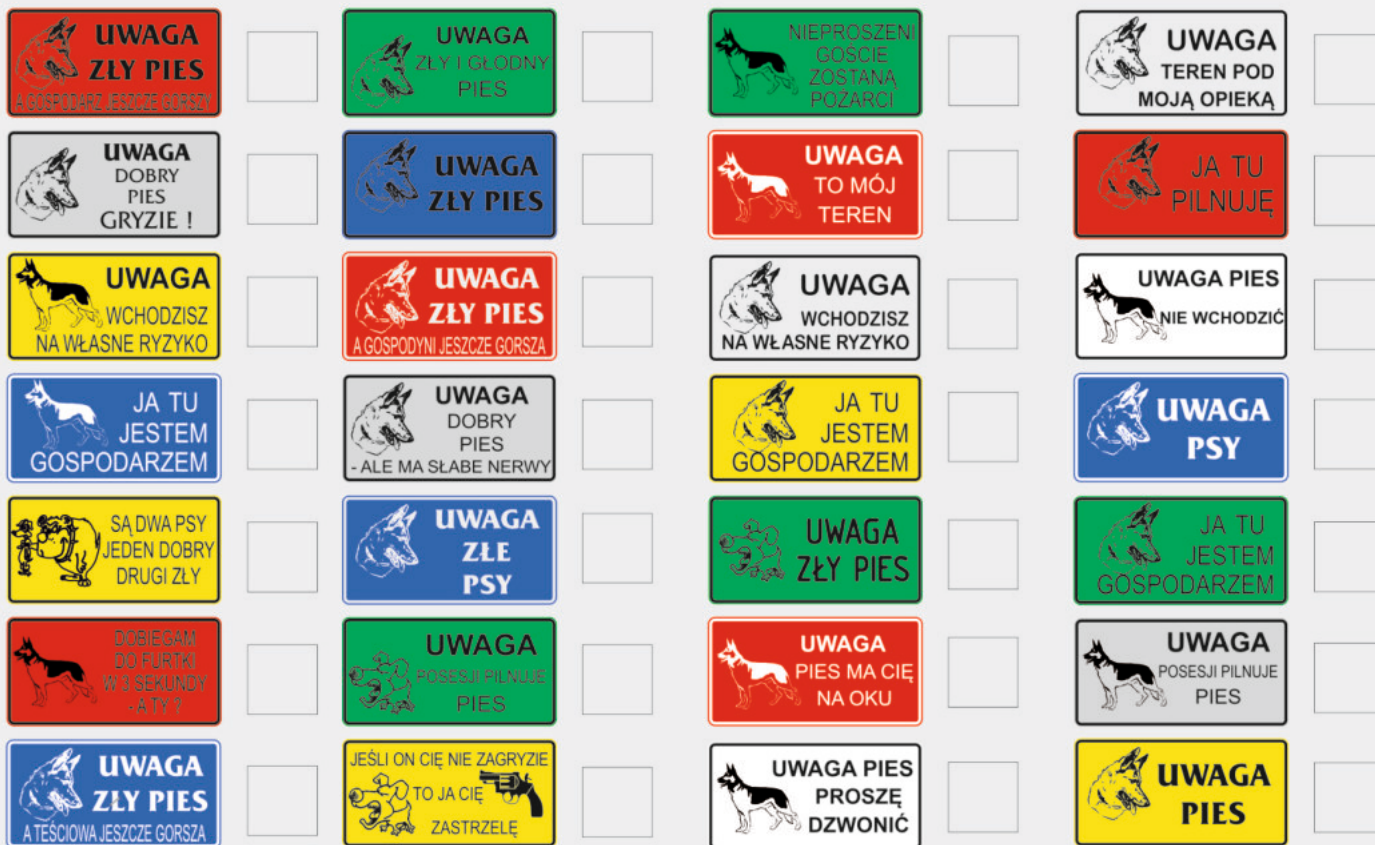 UWAGA
ZŁY PIES
A GOSPODARZ JESZCZE GORSZY
UWAGA
ZŁY I GŁODNY
PIES
NIEPROSZENI
GOŚCIE
ZOSTANĄ
POŻARCI
UWAGA
TEREN POD
MOJĄ OPIEKĄ
UWAGA
DOBRY
PIES
GRYZIE !
UWAGA
ZŁY PIES
UWAGA
TO MÓJ
TEREN
JA TU
PILNUJĘ
UWAGA
WCHODZISZ
NA WŁASNE RYZYKO
UWAGA
ZŁY PIES
A GOSPODYNI JESZCZE GORSZA
UWAGA
WCHODZISZ
NA WŁASNE RYZYKO
UWAGA PIES
NIE WCHODZIĆ
JA TU
JESTEM
GOSPODARZEM
UWAGA
DOBRY
PIES
- ALE MA SŁABE NERWY
JA TU
JESTEM
GOSPODARZEM
UWAGA
PSY
SĄ DWA PSY
JEDEN DOBRY
DRUGI ZŁY
UWAGA
ZŁE
PSY
UWAGA
ZŁY PIES
JA TU
JESTEM
GOSPODARZEM
DOBIEGAM
DO FURTKI
W 3 SEKUNDY
- A TY ?
UWAGA
POSESJI PILNUJE
PIES
UWAGA
PIES MA CIĘ
NA OKU
UWAGA
POSESJI PILNUJE
PIES
UWAGA
ZŁY PIES
A TEŚCIOWA JESZCZE GORSZA
JEŚLI ON CIĘ NIE ZAGRYZIE
TO JA CIĘ
ZASTRZELĘ
UWAGA PIES
PROSZĘ
DZWONIĆ
UWAGA
PIES